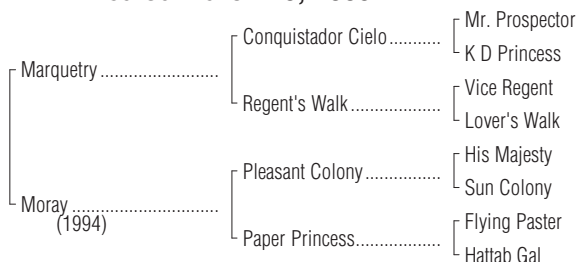 Mr. Prospector
Conquistador Cielo...........
K D Princess
Marquetry .........................
Vice Regent
Regent's Walk...................
Lover's Walk
His Majesty
Pleasant Colony................
Sun Colony
Moray ...............................
(1994)
Flying Paster
Paper Princess..................
Hattab Gal